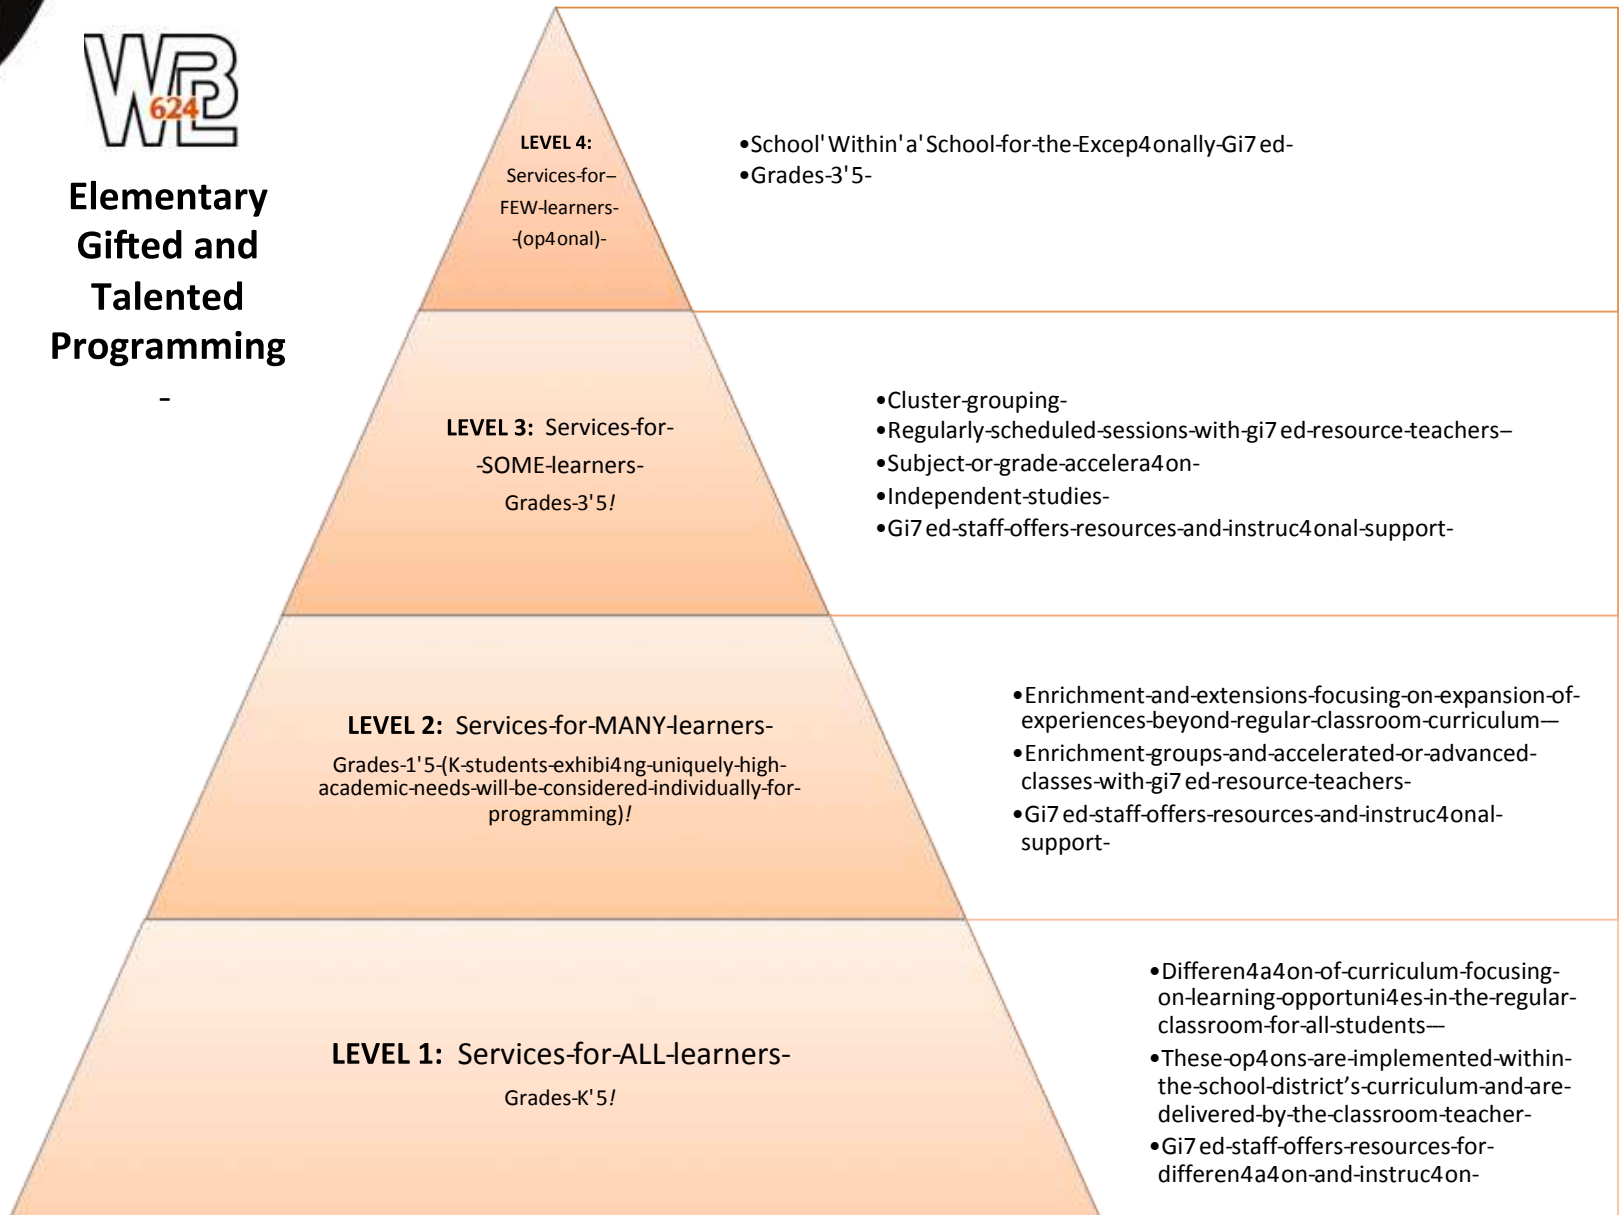 WBL
624
Elementary
Gifted and
Talented
Programming
-
LEVEL 4:
Services-for–
FEW-learners-
-(op4onal)-
•School'Within'a'School-for-the-Excep4onally-Gi7ed-
•Grades-3'5-
LEVEL 3: Services-for-
-SOME-learners-
Grades-3'5!
•Cluster-grouping-
•Regularly-scheduled-sessions-with-gi7ed-resource-teachers–
•Subject-or-grade-accelera4on-
•Independent-studies-
•Gi7ed-staff-offers-resources-and-instruc4onal-support-
LEVEL 2: Services-for-MANY-learners-
Grades-1'5-(K-students-exhibi4ng-uniquely-high-
academic-needs-will-be-considered-individually-for-
programming)!
•Enrichment-and-extensions-focusing-on-expansion-of-
experiences-beyond-regular-classroom-curriculum-–
•Enrichment-groups-and-accelerated-or-advanced-
classes-with-gi7ed-resource-teachers-
•Gi7ed-staff-offers-resources-and-instruc4onal-
support-
LEVEL 1: Services-for-ALL-learners-
Grades-K'5!
•Differen4a4on-of-curriculum-focusing-
on-learning-opportuni4es-in-the-regular-
classroom-for-all-students-–
•These-op4ons-are-implemented-within-
the-school-district’s-curriculum-and-are-
delivered-by-the-classroom-teacher-
•Gi7ed-staff-offers-resources-for-
differen4a4on-and-instruc4on-